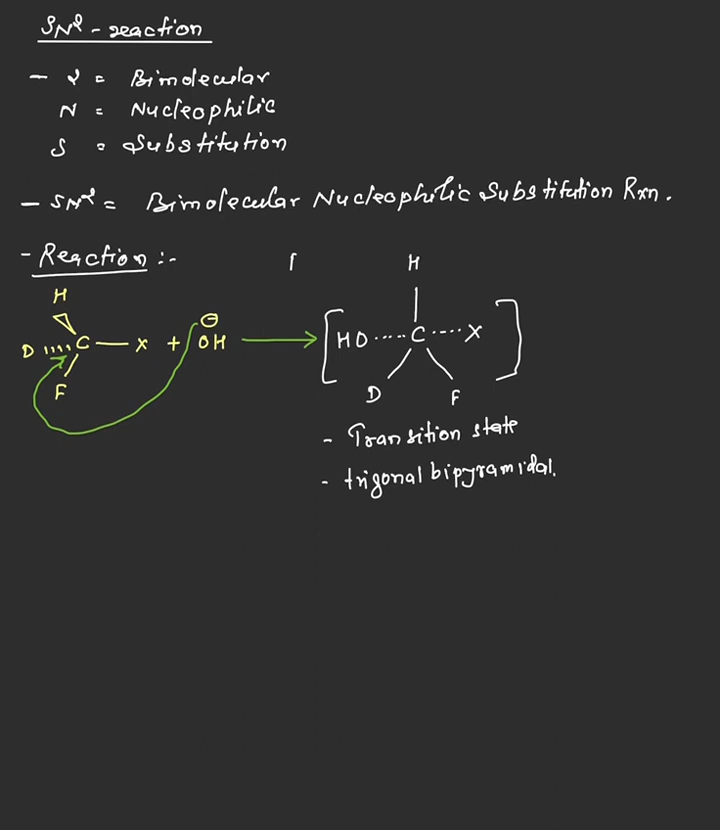 SN2 - reaction
- 2 = Bimolecular
N = Nucleophilic
S = Substitution
- SN2 = Bimolecular Nucleophilic Substitution Rxn.
- Reaction :-
H
H
D C X + OH ⊖
[HO C X]
F
D F
- Transition state
- trigonal bipyramidal.